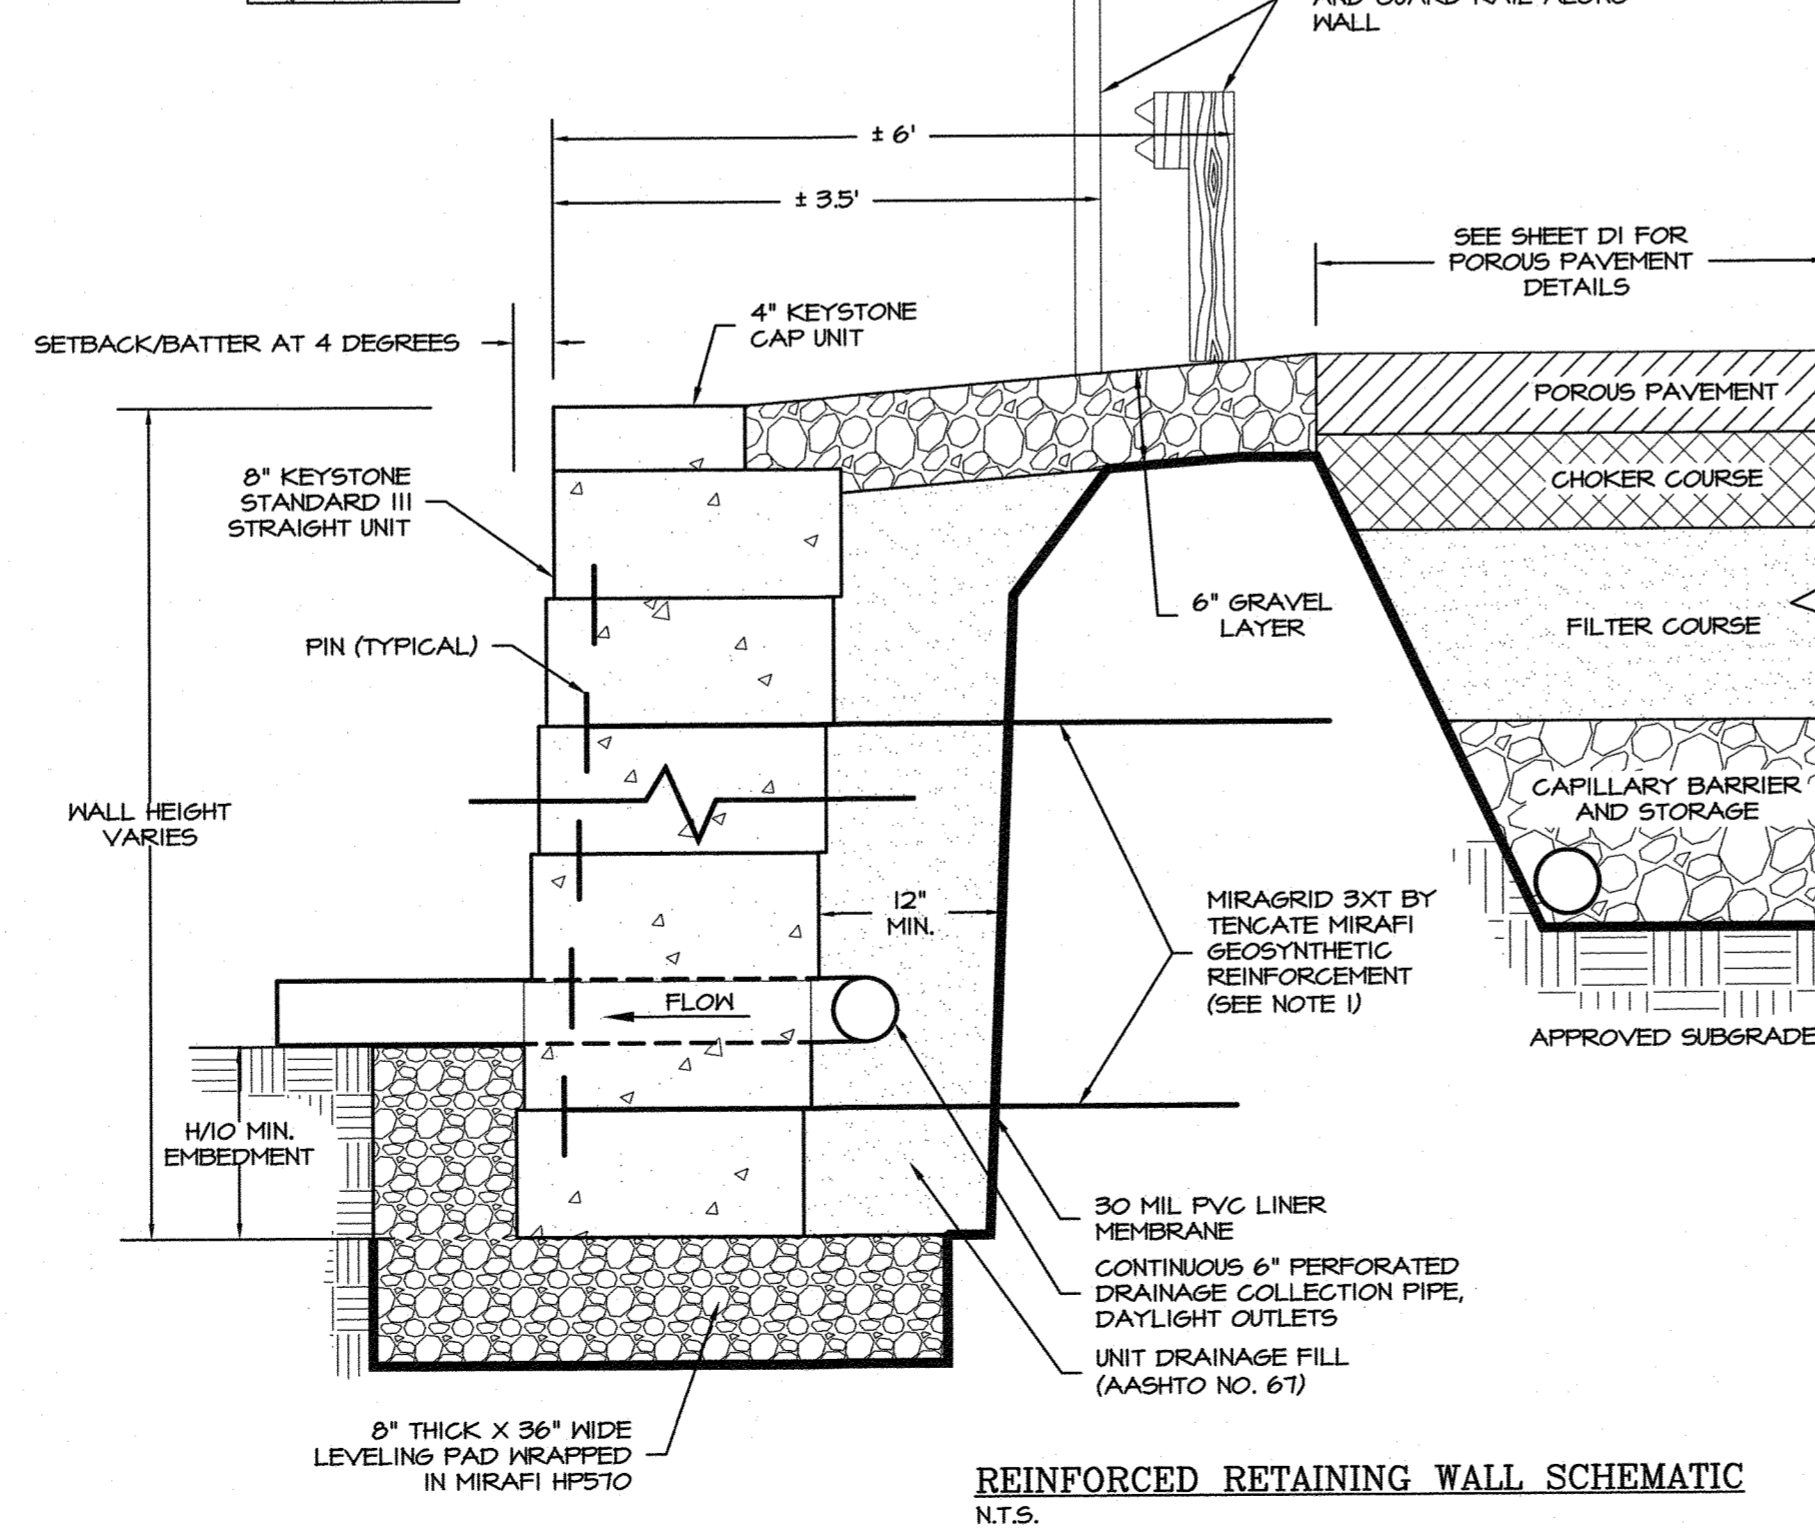 WALL
± 6'
± 3.5'
SEE SHEET D1 FOR
POROUS PAVEMENT
DETAILS
4" KEYSTONE
CAP UNIT
SETBACK/BATTER AT 4 DEGREES
POROUS PAVEMENT
8" KEYSTONE
STANDARD III
STRAIGHT UNIT
CHOKER COURSE
6" GRAVEL
LAYER
FILTER COURSE
PIN (TYPICAL)
CAPILLARY BARRIER
AND STORAGE
WALL HEIGHT
VARIES
12"
MIN.
MIRAGRID 3XT BY
TENCATE MIRAFI
GEOSYNTHETIC
REINFORCEMENT
(SEE NOTE 1)
FLOW
APPROVED SUBGRADE
H/10 MIN.
EMBEDMENT
30 MIL PVC LINER
MEMBRANE
CONTINUOUS 6" PERFORATED
DRAINAGE COLLECTION PIPE,
DAYLIGHT OUTLETS
UNIT DRAINAGE FILL
(AASHTO NO. 67)
8" THICK X 36" WIDE
LEVELING PAD WRAPPED
IN MIRAFI HP570
REINFORCED RETAINING WALL SCHEMATIC
N.T.S.